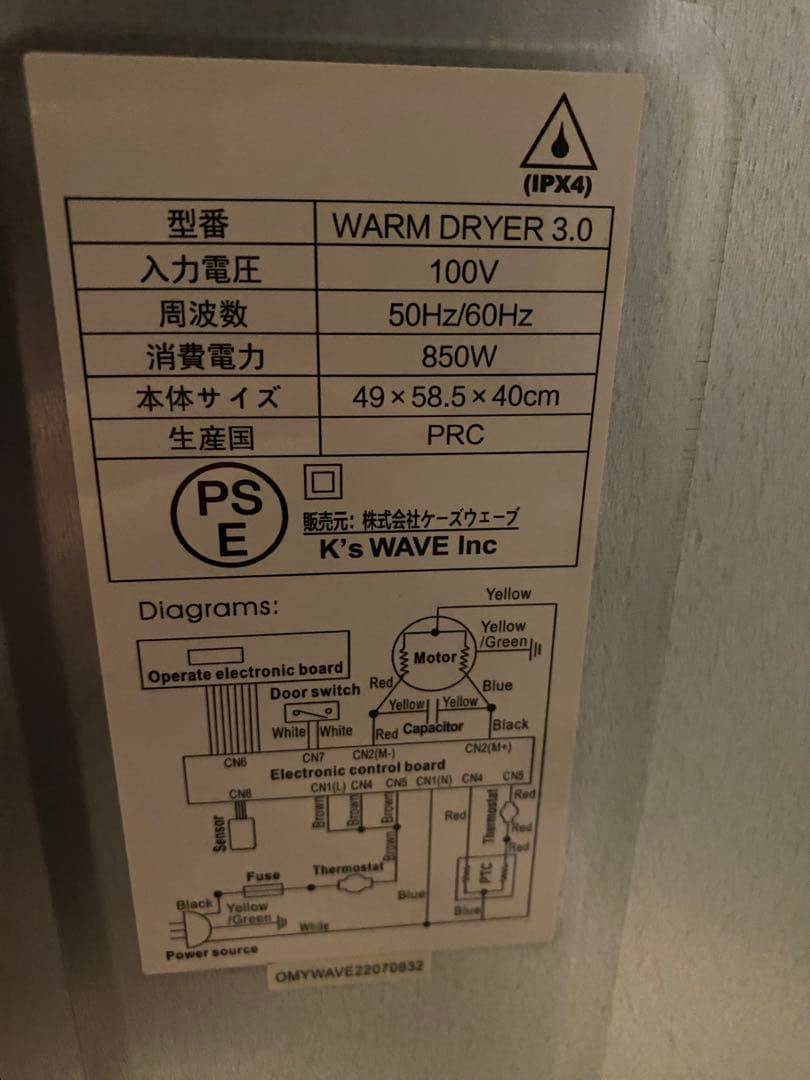 (IPX4)
型番 WARM DRYER 3.0
入力電圧 100V
周波数 50Hz/60Hz
消費電力 850W
本体サイズ 49×58.5×40cm
生産国 PRC
PS
E
販売元: 株式会社ケーズウェーブ
K's WAVE Inc
Diagrams:
Yellow
Yellow
/Green
Motor
Operate electronic board
Red
Blue
Door switch
Yellow
Yellow
White
White
Red
Capacitor
Black
CN6
CN7
CN2(M-)
CN2(M+)
Electronic control board
CN8
CN1(L)
CN4
CN5
CN1(N)
CN4
CN5
Brown
Brown
Brown
Red
Thermostat
Red
Red
Red
Sensor
Brown
PTC
Fuse
Thermostat
Blue
Blue
Black
Yellow
/Green
White
Power source
OMYWAVE22070832